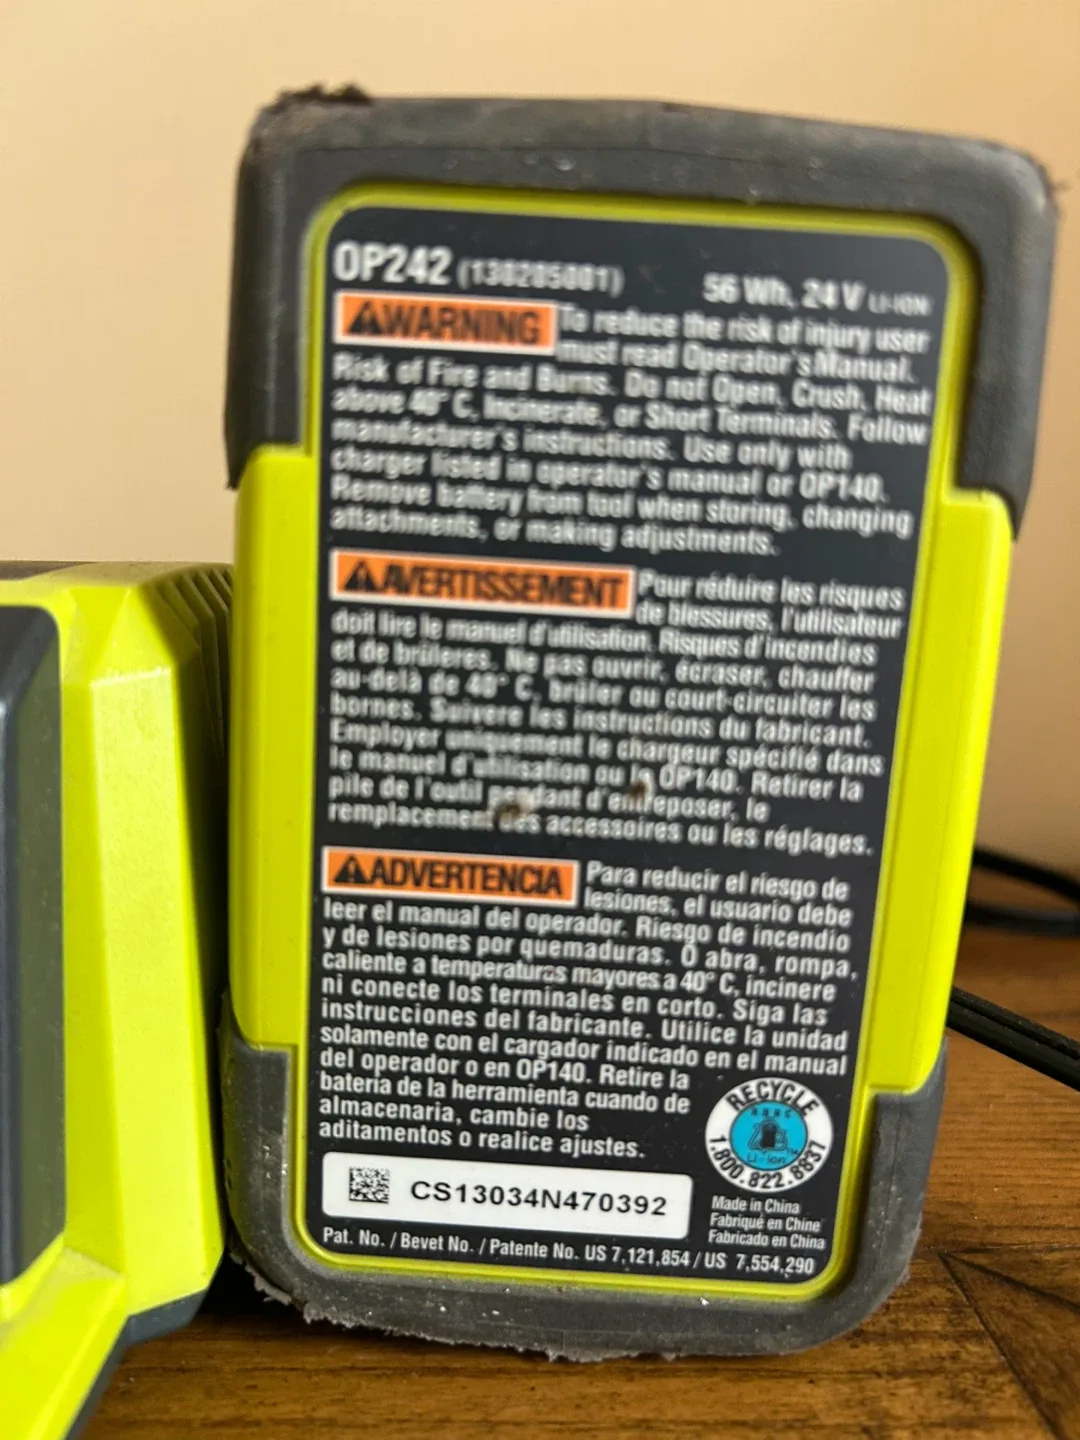 OP242 (130205001)
56 Wh, 24 V LI-ION
WARNING To reduce the risk of injury user
must read Operator's Manual.
Risk of Fire and Burns. Do not Open, Crush, Heat
above 40° C, Incinerate, or Short Terminals. Follow
manufacturer's instructions. Use only with
charger listed in operator's manual or OP140.
Remove battery from tool when storing, changing
attachments, or making adjustments.
AVERTISSEMENT Pour réduire les risques
de blessures, l'utilisateur
doit lire le manuel d'utilisation. Risques d'incendies
et de brûleres. Ne pas ouvrir, écraser, chauffer
au-delà de 40° C, brûler ou court-circuiter les
bornes. Suivere les instructions du fabricant.
Employer uniquement le chargeur spécifié dans
le manuel d'utilisation ou le OP140. Retirer la
pile de l'outil pendant d'entreposer, le
remplacement des accessoires ou les réglages.
ADVERTENCIA Para reducir el riesgo de
lesiones, el usuario debe
leer el manual del operador. Riesgo de incendio
y de lesiones por quemaduras. O abra, rompa,
caliente a temperaturas mayores a 40° C, incinere
ni conecte los terminales en corto. Siga las
instrucciones del fabricante. Utilice la unidad
solamente con el cargador indicado en el manual
del operador o en OP140. Retire la
batería de la herramienta cuando de
almacenaria, cambie los
aditamentos o realice ajustes.
RECYCLE
RBRC
Li-ion TM
1.800.822.8837
CS13034N470392
Made in China
Fabriqué en Chine
Fabricado en China
Pat. No. / Bevet No. / Patente No. US 7,121,854 / US 7,554,290